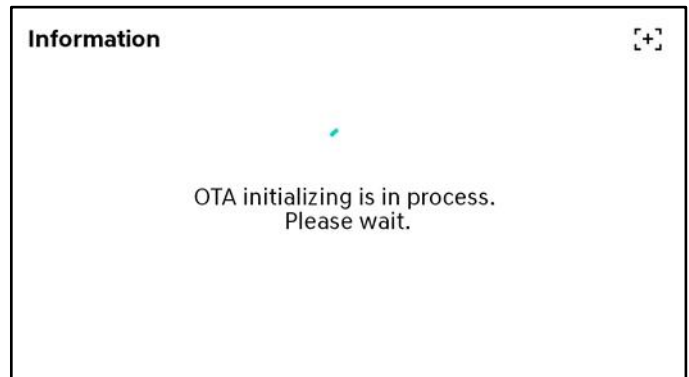 Information
OTA initializing is in process.
Please wait.